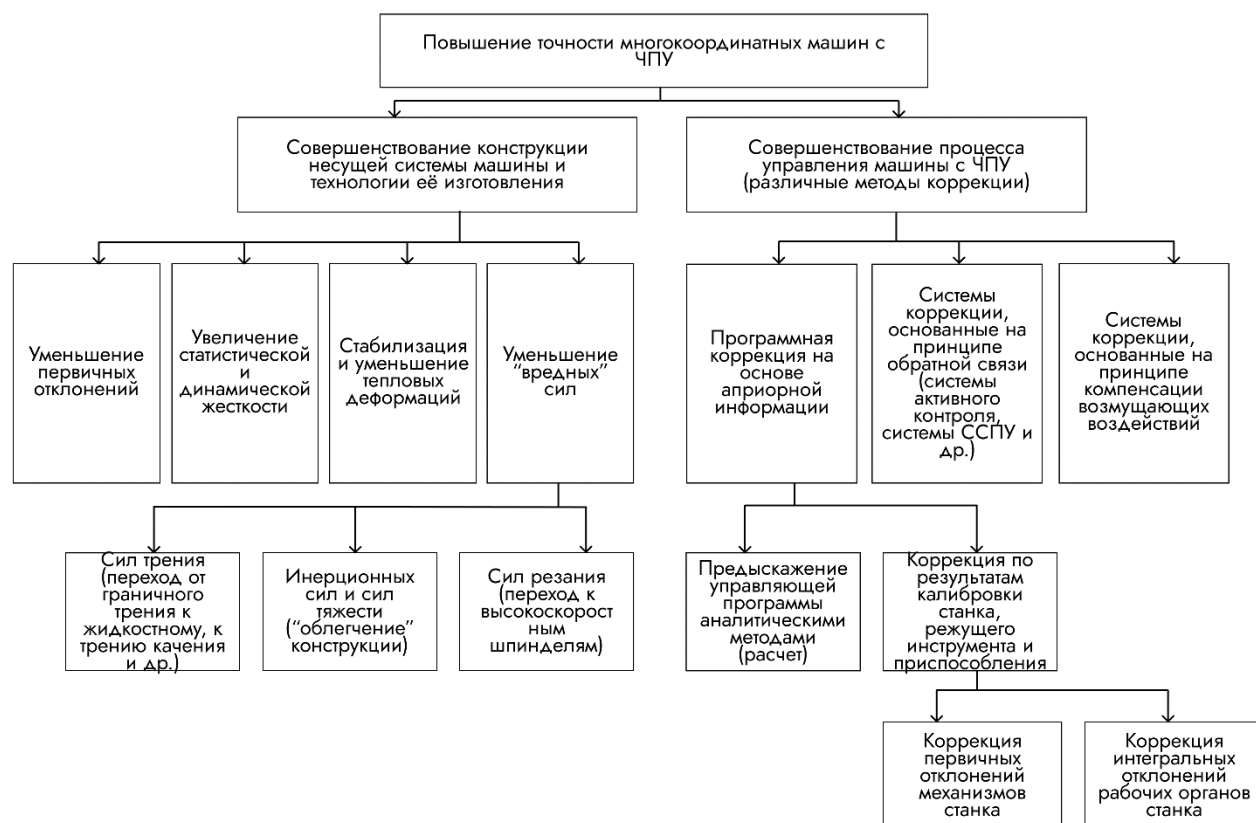 Повышение точности многокоординатных машин с
ЧПУ
Совершенствование конструкции
несущей системы машины и
технологии её изготовления
Совершенствование процесса
управления машины с ЧПУ
(различные методы коррекции)
Уменьшение
первичных
отклонений
Увеличение
статистической
и
динамической
жесткости
Стабилизация
и уменьшение
тепловых
деформаций
Уменьшение
“вредных”
сил
Программная
коррекция на
основе
априорной
информации
Системы
коррекции,
основанные на
принципе
обратной связи
(системы
активного
контроля,
системы ССПУ и
др.)
Системы
коррекции,
основанные на
принципе
компенсации
возмущающих
воздействий
Сил трения
(переход от
граничного
трения к
жидкостному, к
трению качения
и др.)
Инерционных
сил и сил
тяжести
(“облегчение”
конструкции)
Сил резания
(переход к
высокоскорост
ным
шпинделям)
Предыскажение
управляющей
программы
аналитическими
методами
(расчет)
Коррекция по
результатам
калибровки
станка,
режущего
инструмента и
приспособления
Коррекция
первичных
отклонений
механизмов
станка
Коррекция
интегральных
отклонений
рабочих органов
станка